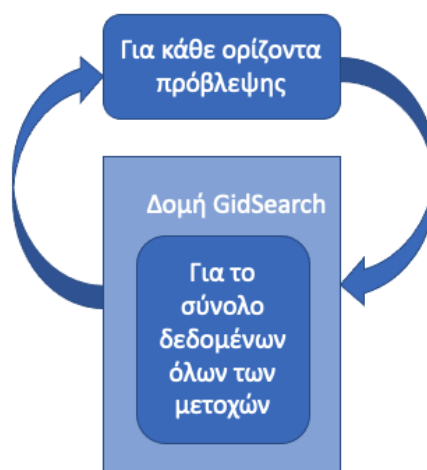 Για κάθε ορίζοντα
πρόβλεψης
Δομή GidSearch
Για το
σύνολο
δεδομένων
όλων των
μετοχών